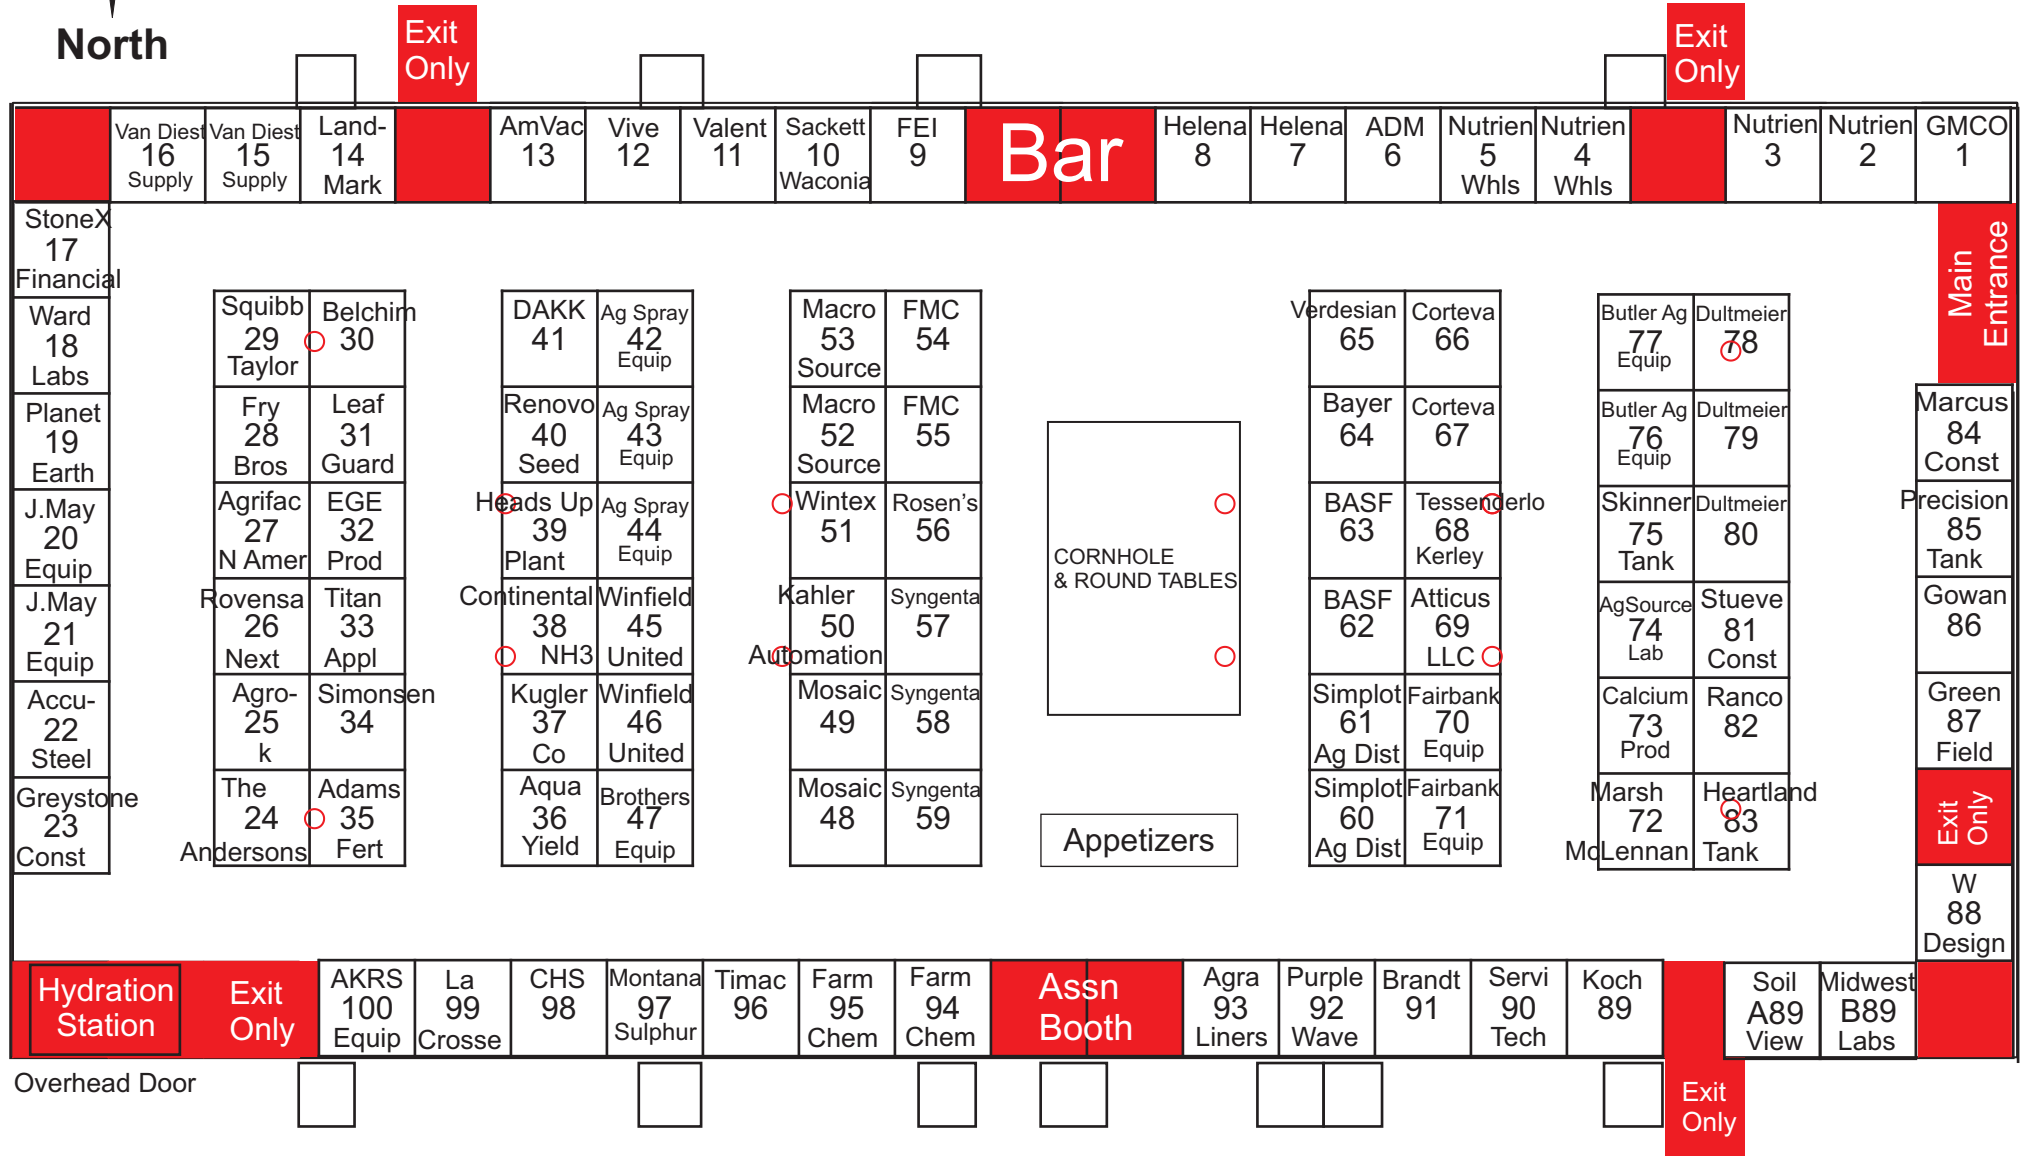 North
Exit
Only
Exit
Only
Van Diest
16
Supply
Van Diest
15
Supply
Land-
14
Mark
AmVac
13
Vive
12
Valent
11
Sackett
10
Waconia
FEI
9
Bar
Helena
8
Helena
7
ADM
6
Nutrien
5
Whls
Nutrien
4
Whls
Nutrien
3
Nutrien
2
GMCO
1
Main
Entrance
StoneX
17
Financial
Ward
18
Labs
Planet
19
Earth
J.May
20
Equip
J.May
21
Equip
Accu-
22
Steel
Greystone
23
Const
Squibb
29
Taylor
Belchim
30
Fry
28
Bros
Leaf
31
Guard
Agrifac
27
N Amer
EGE
32
Prod
Rovensa
26
Next
Titan
33
Appl
Agro-
25
k
Simonsen
34
The
24
Andersons
Adams
35
Fert
DAKK
41
Ag Spray
42
Equip
Renovo
40
Seed
Ag Spray
43
Equip
Heads Up
39
Plant
Ag Spray
44
Equip
Continental
38
NH3
Winfield
45
United
Kugler
37
Co
Winfield
46
United
Aqua
36
Yield
Brothers
47
Equip
Macro
53
Source
FMC
54
Macro
52
Source
FMC
55
Wintex
51
Rosen's
56
Kahler
50
Automation
Syngenta
57
Mosaic
49
Syngenta
58
Mosaic
48
Syngenta
59
CORNHOLE
& ROUND TABLES
Appetizers
Verdesian
65
Corteva
66
Bayer
64
Corteva
67
BASF
63
Tessenderlo
68
Kerley
BASF
62
Atticus
69
LLC
Simplot
61
Ag Dist
Fairbank
70
Equip
Simplot
60
Ag Dist
Fairbank
71
Equip
Butler Ag
77
Equip
Dultmeier
78
Butler Ag
76
Equip
Dultmeier
79
Skinner
75
Tank
Dultmeier
80
AgSource
74
Lab
Stueve
81
Const
Calcium
73
Prod
Ranco
82
Marsh
72
McLennan
Heartland
83
Tank
Marcus
84
Const
Precision
85
Tank
Gowan
86
Green
87
Field
Exit
Only
W
88
Design
Hydration
Station
Exit
Only
AKRS
100
Equip
La
99
Crosse
CHS
98
Montana
97
Sulphur
Timac
96
Farm
95
Chem
Farm
94
Chem
Assn
Booth
Agra
93
Liners
Purple
92
Wave
Brandt
91
Servi
90
Tech
Koch
89
Soil
A89
View
Midwest
B89
Labs
Overhead Door
Exit
Only